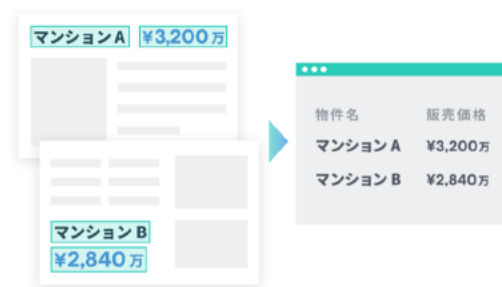 マンションA ¥3,200万
マンションB
¥2,840万
物件名 販売価格
マンションA ¥3,200万
マンションB ¥2,840万